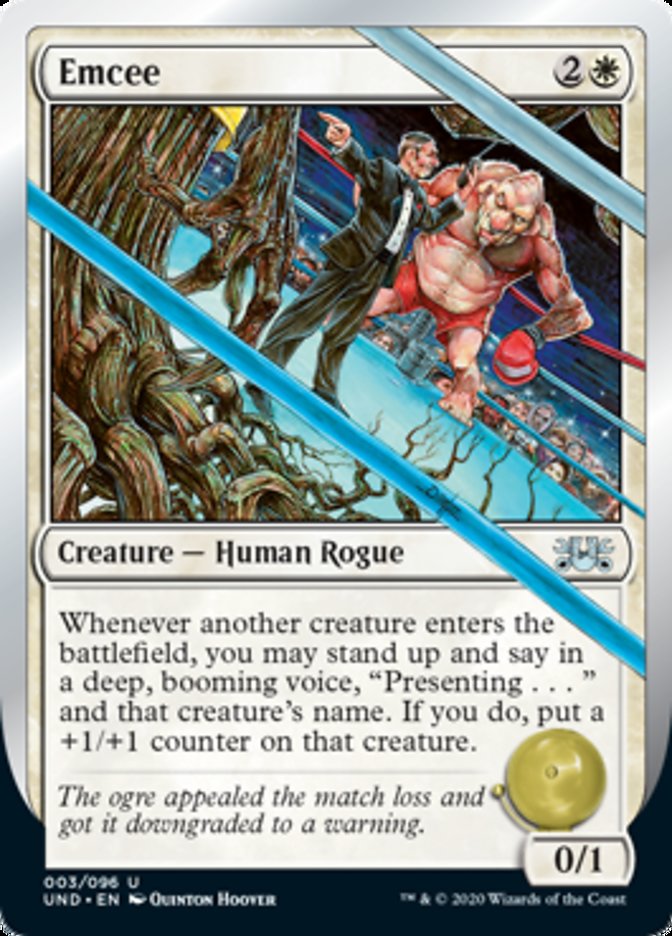 Emcee 2
Creature — Human Rogue
Whenever another creature enters the
battlefield, you may stand up and say in
a deep, booming voice, “Presenting . . . ”
and that creature’s name. If you do, put a
+1/+1 counter on that creature.
The ogre appealed the match loss and
got it downgraded to a warning.
0/1
003/096 U
UND • EN Quinton Hoover
™ & © 2020 Wizards of the Coast